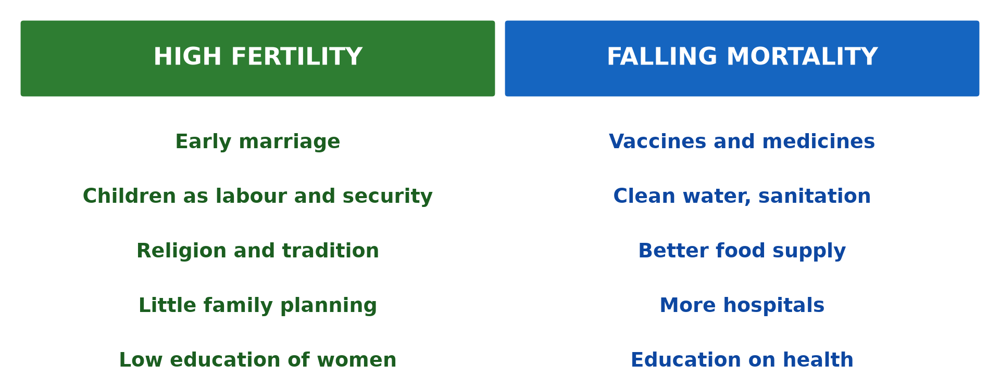 HIGH FERTILITY
Early marriage
Children as labour and security
Religion and tradition
Little family planning
Low education of women
FALLING MORTALITY
Vaccines and medicines
Clean water, sanitation
Better food supply
More hospitals
Education on health